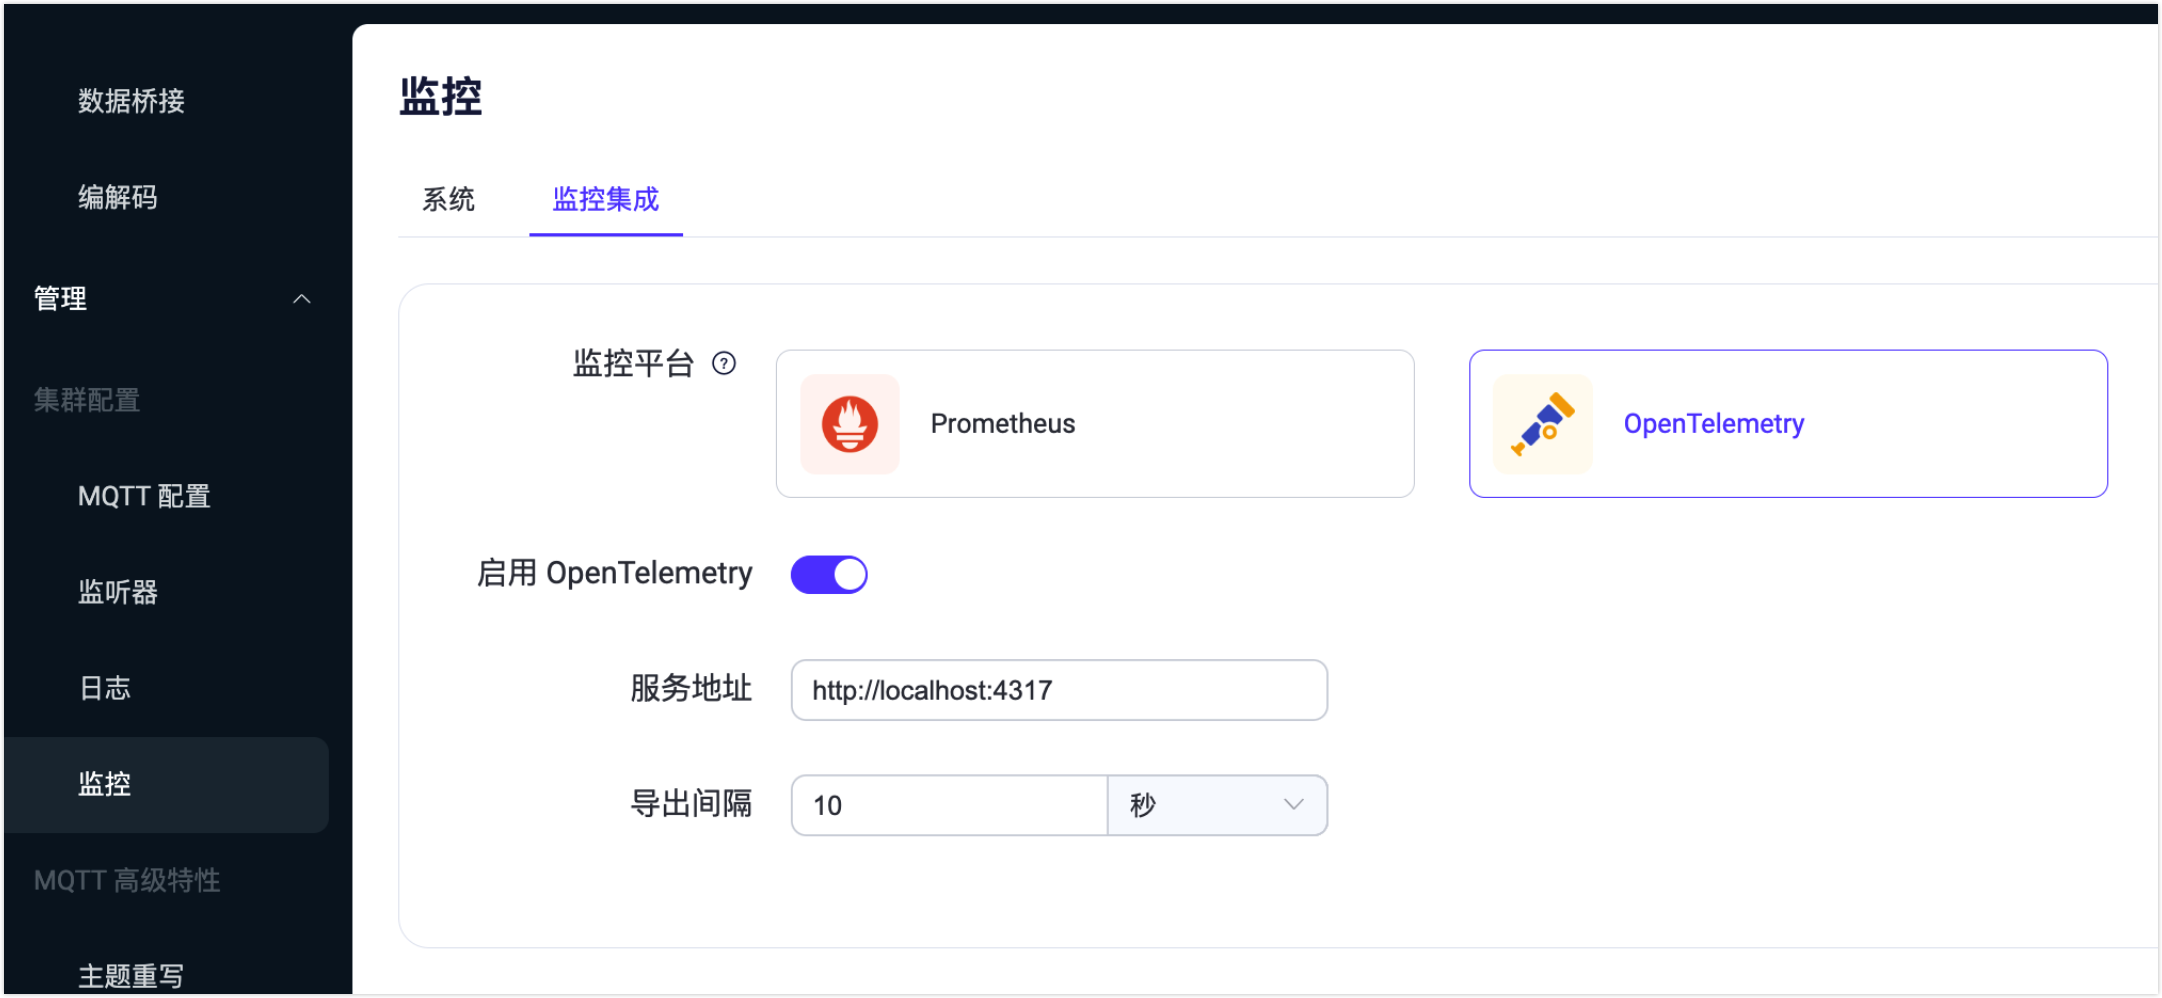 数据桥接
编解码
管理
集群配置
MQTT 配置
监听器
日志
监控
MQTT 高级特性
主题重写
监控
系统
监控集成
监控平台 ?
Prometheus
OpenTelemetry
启用 OpenTelemetry
服务地址
http://localhost:4317
导出间隔
10
秒